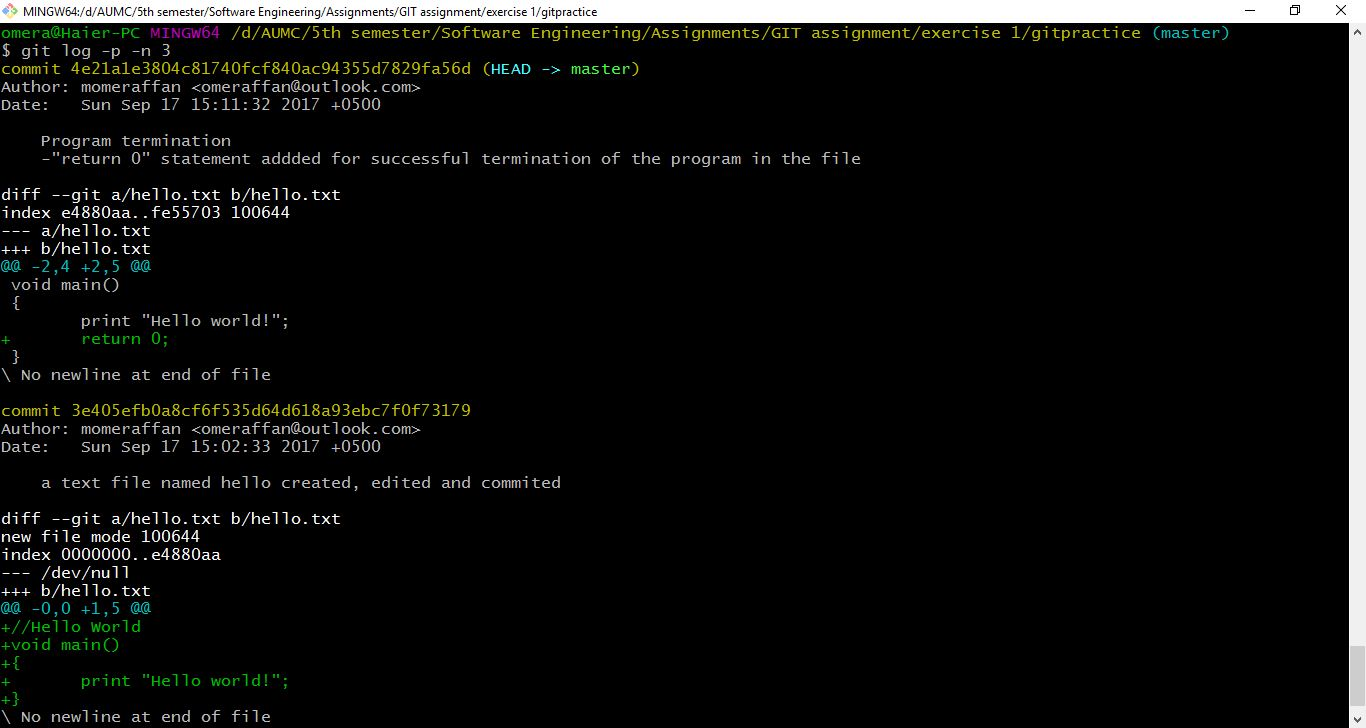 MINGW64:/d/AUMC/5th semester/Software Engineering/Assignments/GIT assignment/exercise 1/gitpractice
omera@Haier-PC MINGW64 /d/AUMC/5th semester/Software Engineering/Assignments/GIT assignment/exercise 1/gitpractice (master)
$ git log -p -n 3
commit 4e21a1e3804c81740fcf840ac94355d7829fa56d (HEAD -> master)
Author: momeraffan <omeraffan@outlook.com>
Date:   Sun Sep 17 15:11:32 2017 +0500

    Program termination
    -"return 0" statement addded for successful termination of the program in the file

diff --git a/hello.txt b/hello.txt
index e4880aa..fe55703 100644
--- a/hello.txt
+++ b/hello.txt
@@ -2,4 +2,5 @@
 void main()
 {
        print "Hello world!";
+       return 0;
 }
\ No newline at end of file

commit 3e405efb0a8cf6f535d64d618a93ebc7f0f73179
Author: momeraffan <omeraffan@outlook.com>
Date:   Sun Sep 17 15:02:33 2017 +0500

    a text file named hello created, edited and commited

diff --git a/hello.txt b/hello.txt
new file mode 100644
index 0000000..e4880aa
--- /dev/null
+++ b/hello.txt
@@ -0,0 +1,5 @@
+//Hello World
+void main()
+{
+       print "Hello world!";
+}
\ No newline at end of file